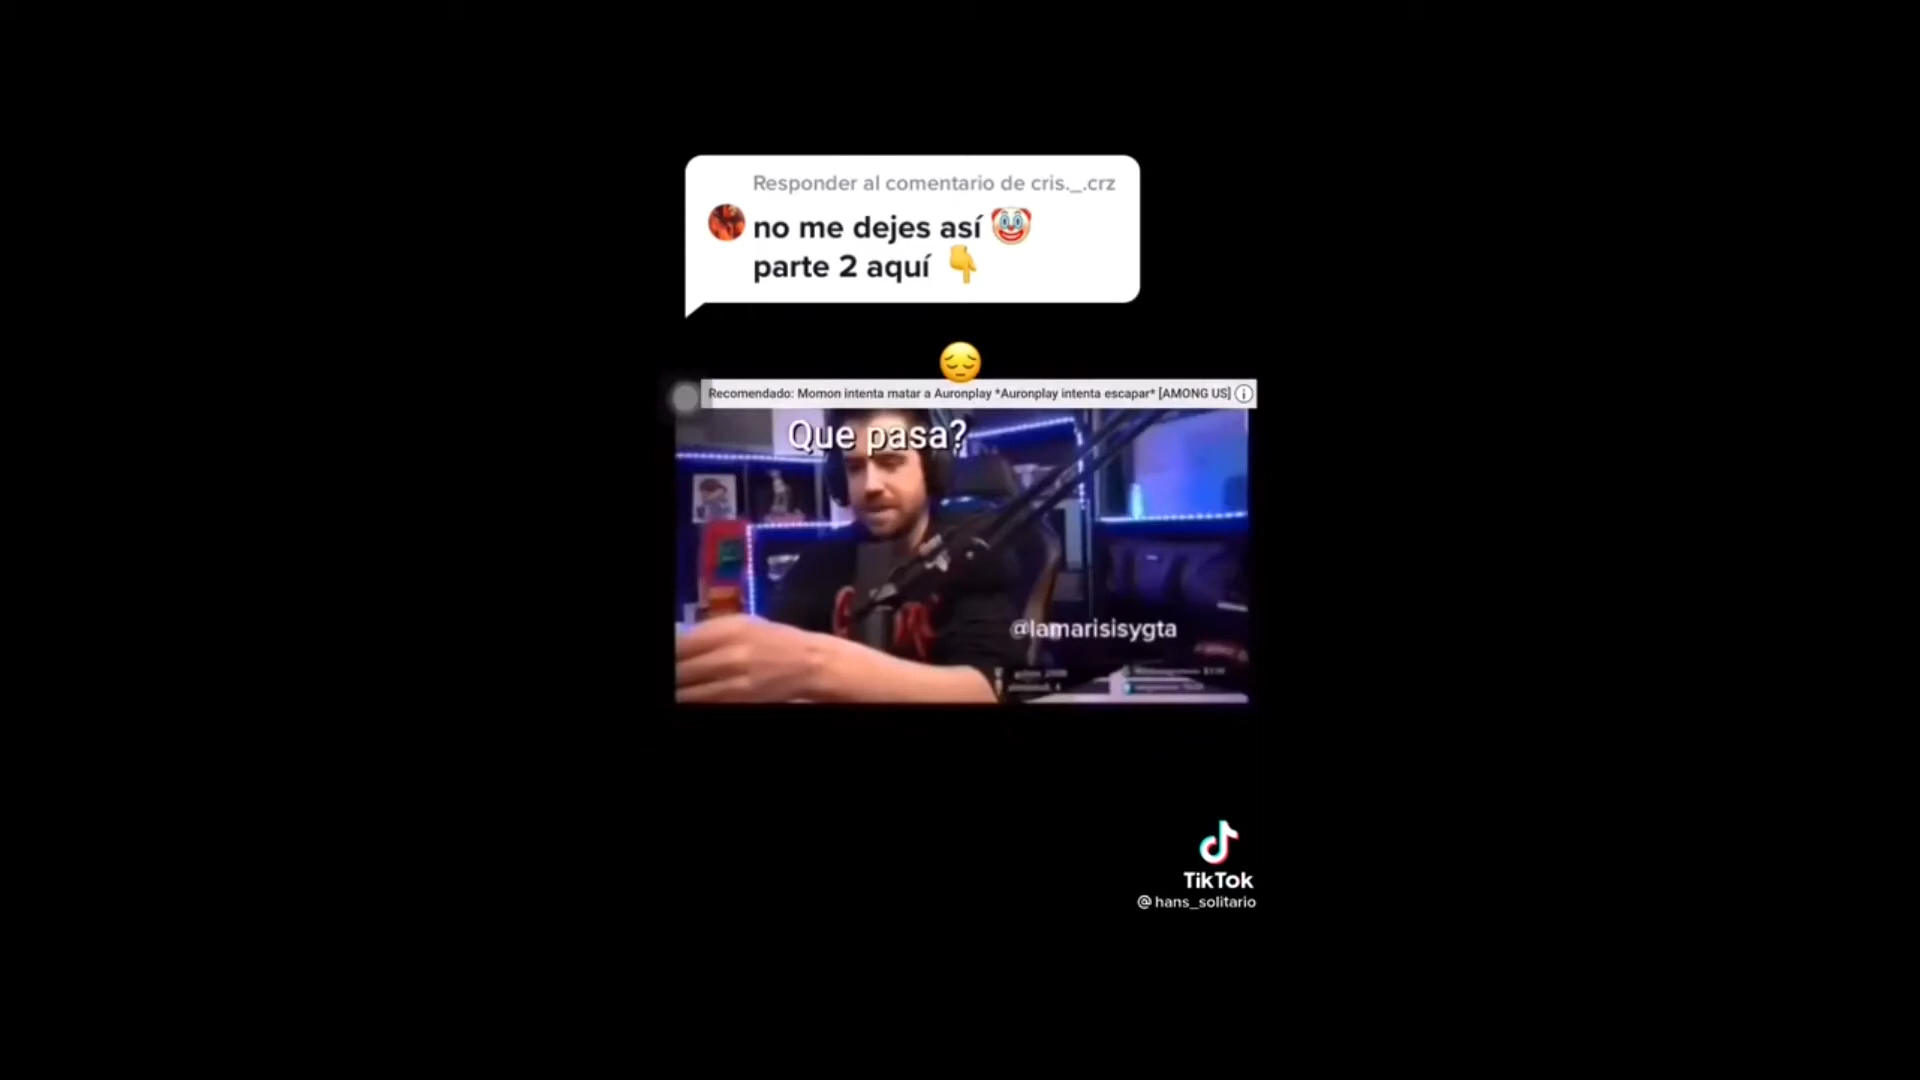 Responder al comentario de cris._.crz
no me dejes así 🤡
parte 2 aquí 👇
😔
Recomendado: Momon intenta matar a Auronplay *Auronplay intenta escapar* [AMONG US]
Que pasa?
@lamarisisygta
TikTok
@hans_solitario